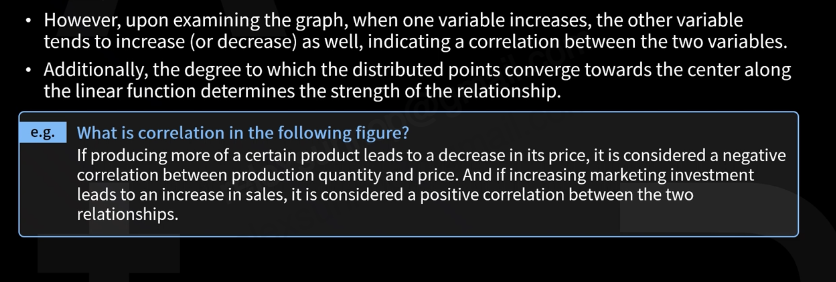 • However, upon examining the graph, when one variable increases, the other variable
tends to increase (or decrease) as well, indicating a correlation between the two variables.
• Additionally, the degree to which the distributed points converge towards the center along
the linear function determines the strength of the relationship.
e.g. What is correlation in the following figure?
If producing more of a certain product leads to a decrease in its price, it is considered a negative
correlation between production quantity and price. And if increasing marketing investment
leads to an increase in sales, it is considered a positive correlation between the two
relationships.